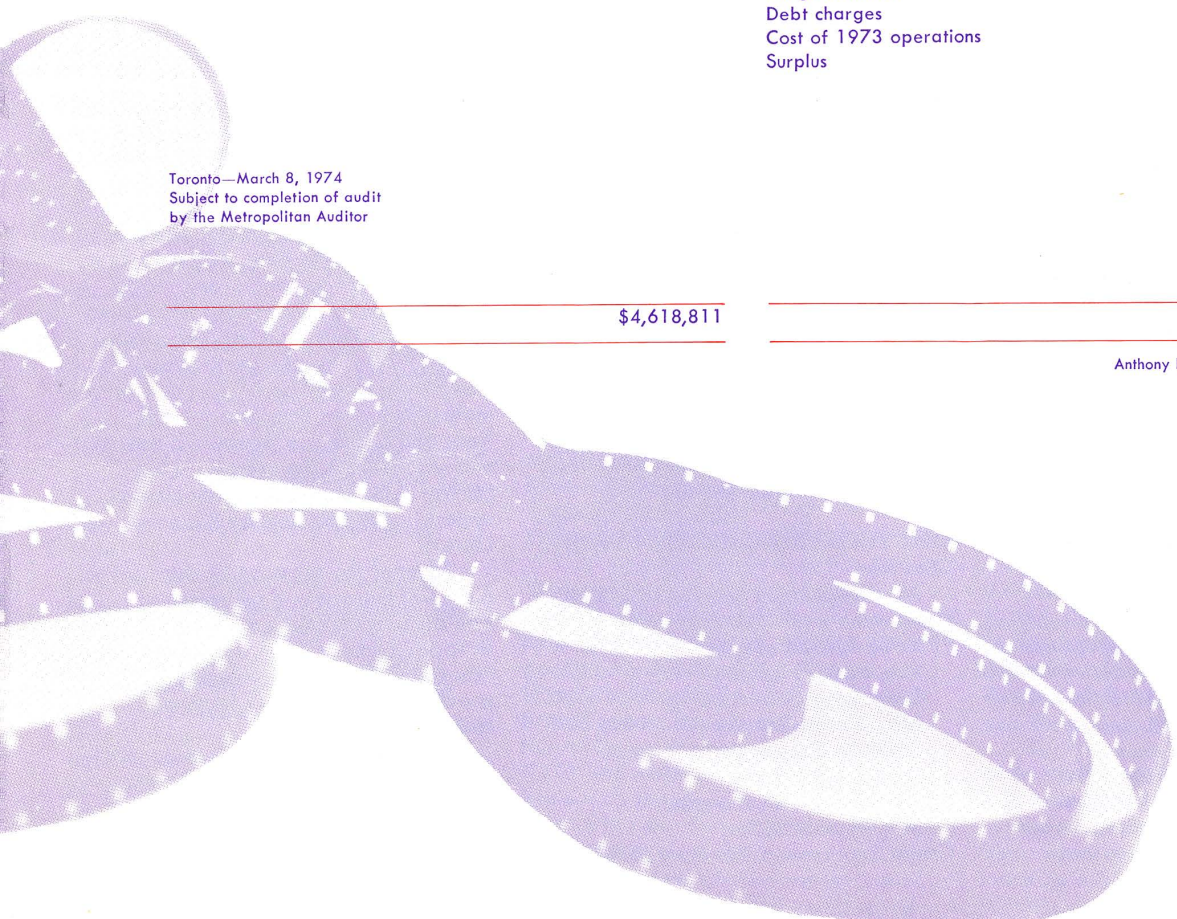 Debt charges
Cost of 1973 operations
Surplus
Toronto—March 8, 1974
Subject to completion of audit
by the Metropolitan Auditor
$4,618,811
Anthony